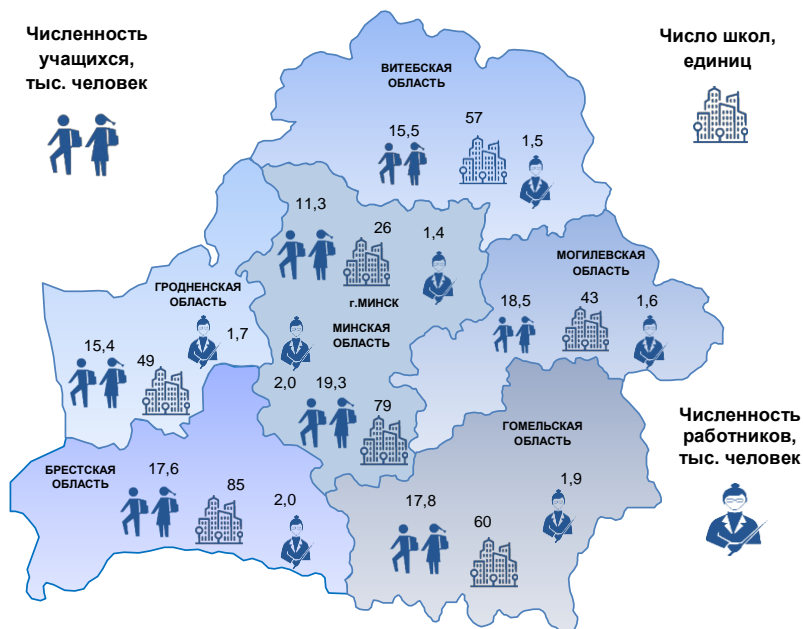 Численность
учащихся,
тыс. человек
Число школ,
единиц
ВИТЕБСКАЯ
ОБЛАСТЬ
15,5
57
1,5
11,3
26
1,4
г.МИНСК
МОГИЛЕВСКАЯ
ОБЛАСТЬ
18,5
43
1,6
ГРОДНЕНСКАЯ
ОБЛАСТЬ
15,4
49
1,7
МИНСКАЯ
ОБЛАСТЬ
2,0
19,3
79
БРЕСТСКАЯ
ОБЛАСТЬ
17,6
85
2,0
ГОМЕЛЬСКАЯ
ОБЛАСТЬ
17,8
60
1,9
Численность
работников,
тыс. человек